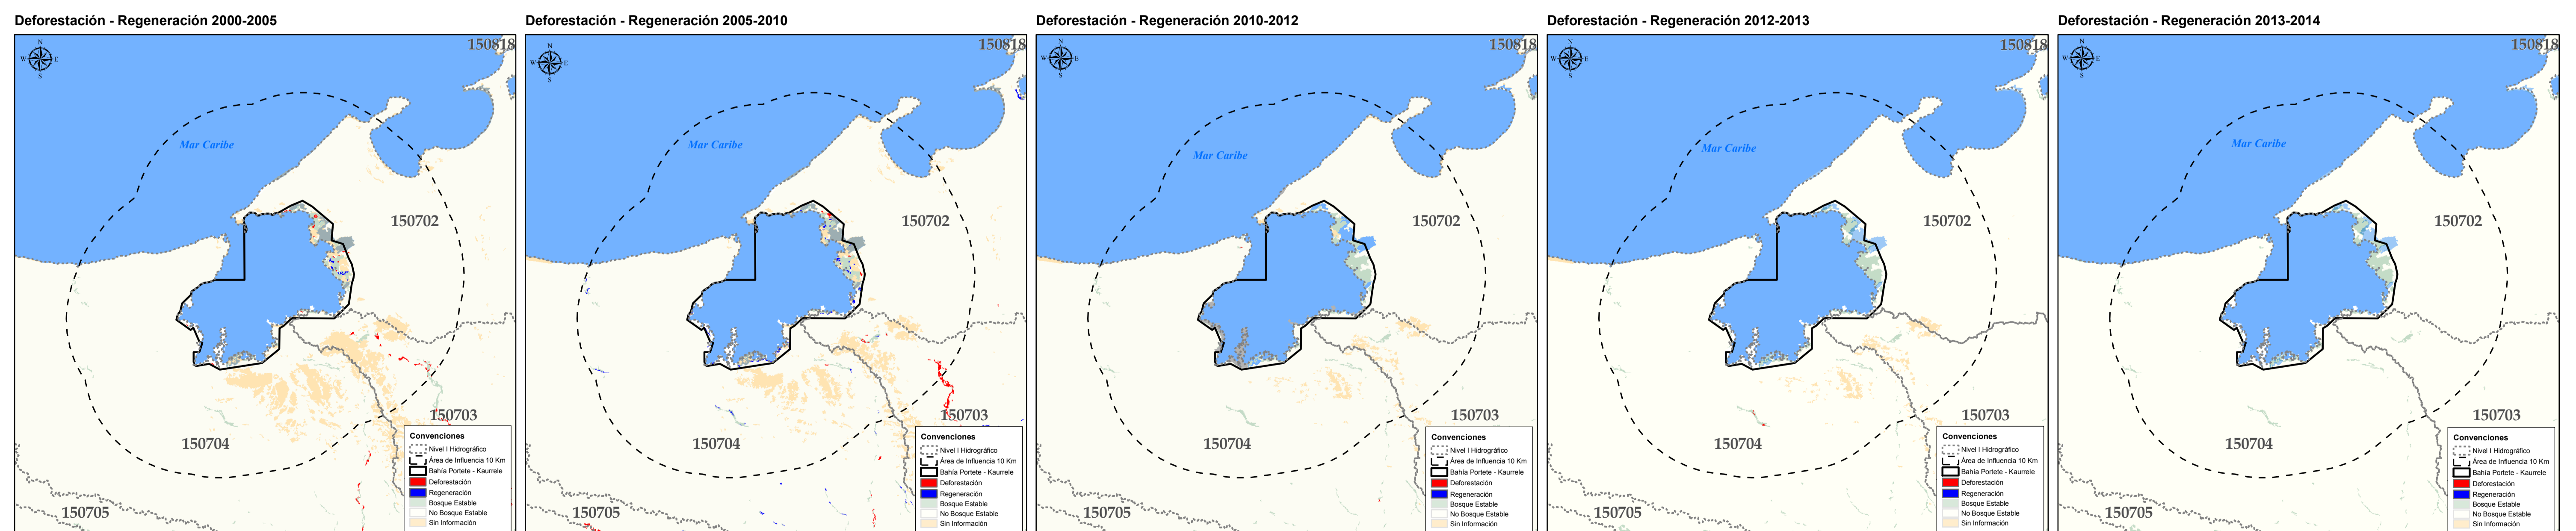 Deforestación - Regeneración 2000-2005
N
W
E
S
150818
Mar Caribe
150702
150703
150704
150705
Convenciones
Nivel I Hidrográfico
Área de Influencia 10 Km
Bahía Portete - Kaurrele
Deforestación
Regeneración
Bosque Estable
No Bosque Estable
Sin Información
Deforestación - Regeneración 2005-2010
N
W
E
S
150818
Mar Caribe
150702
150703
150704
150705
Convenciones
Nivel I Hidrográfico
Área de Influencia 10 Km
Bahía Portete - Kaurrele
Deforestación
Regeneración
Bosque Estable
No Bosque Estable
Sin Información
Deforestación - Regeneración 2010-2012
N
W
E
S
150818
Mar Caribe
150702
150703
150704
150705
Convenciones
Nivel I Hidrográfico
Área de Influencia 10 Km
Bahía Portete - Kaurrele
Deforestación
Regeneración
Bosque Estable
No Bosque Estable
Sin Información
Deforestación - Regeneración 2012-2013
N
W
E
S
150818
Mar Caribe
150702
150703
150704
150705
Convenciones
Nivel I Hidrográfico
Área de Influencia 10 Km
Bahía Portete - Kaurrele
Deforestación
Regeneración
Bosque Estable
No Bosque Estable
Sin Información
Deforestación - Regeneración 2013-2014
N
W
E
S
150818
Mar Caribe
150702
150703
150704
150705
Convenciones
Nivel I Hidrográfico
Área de Influencia 10 Km
Bahía Portete - Kaurrele
Deforestación
Regeneración
Bosque Estable
No Bosque Estable
Sin Información